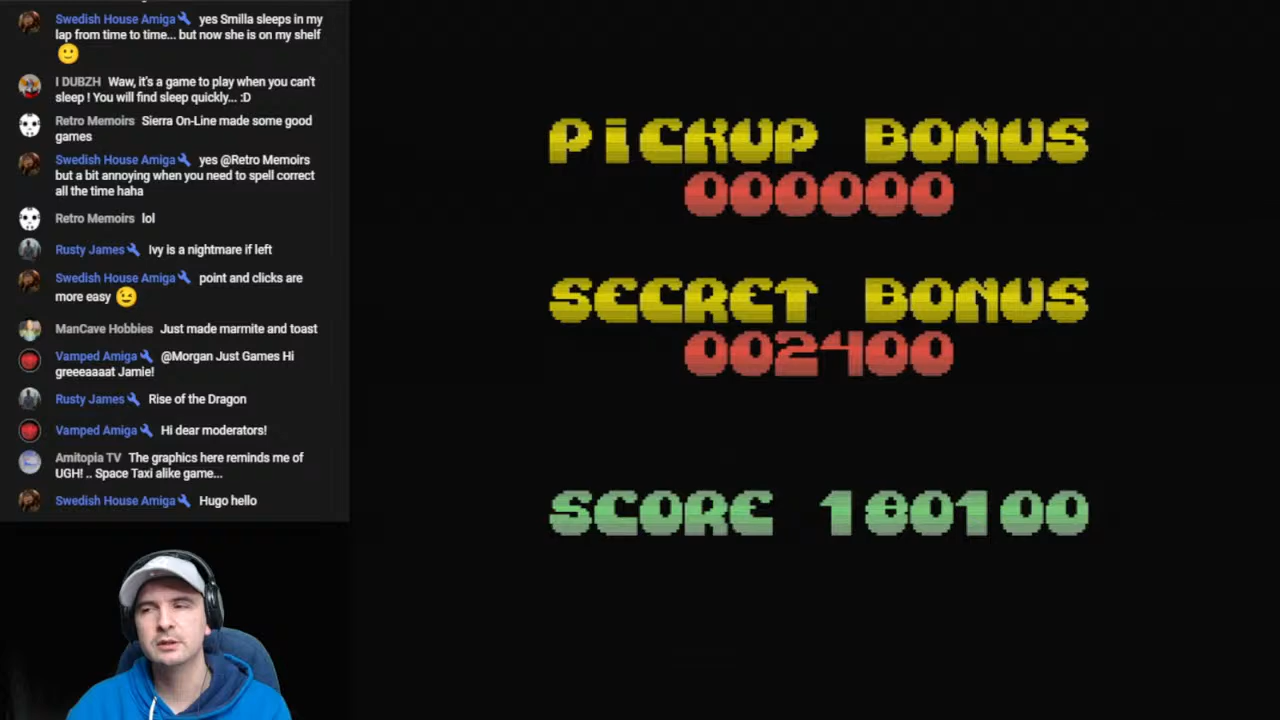 Swedish House Amiga yes Smilla sleeps in my
lap from time to time... but now she is on my shelf
I DUBZH Waw, it's a game to play when you can't
sleep ! You will find sleep quickly... :D
Retro Memoirs Sierra On-Line made some good
games
Swedish House Amiga yes @Retro Memoirs
but a bit annoying when you need to spell correct
all the time haha
Retro Memoirs lol
Rusty James Ivy is a nightmare if left
Swedish House Amiga point and clicks are
more easy
ManCave Hobbies Just made marmite and toast
Vamped Amiga @Morgan Just Games Hi
greeeaaaat Jamie!
Rusty James Rise of the Dragon
Vamped Amiga Hi dear moderators!
Amitopia TV The graphics here reminds me of
UGH! .. Space Taxi alike game...
Swedish House Amiga Hugo hello
PiCKUP BONUS
000000
SECRET BONUS
002400
SCORE 180100